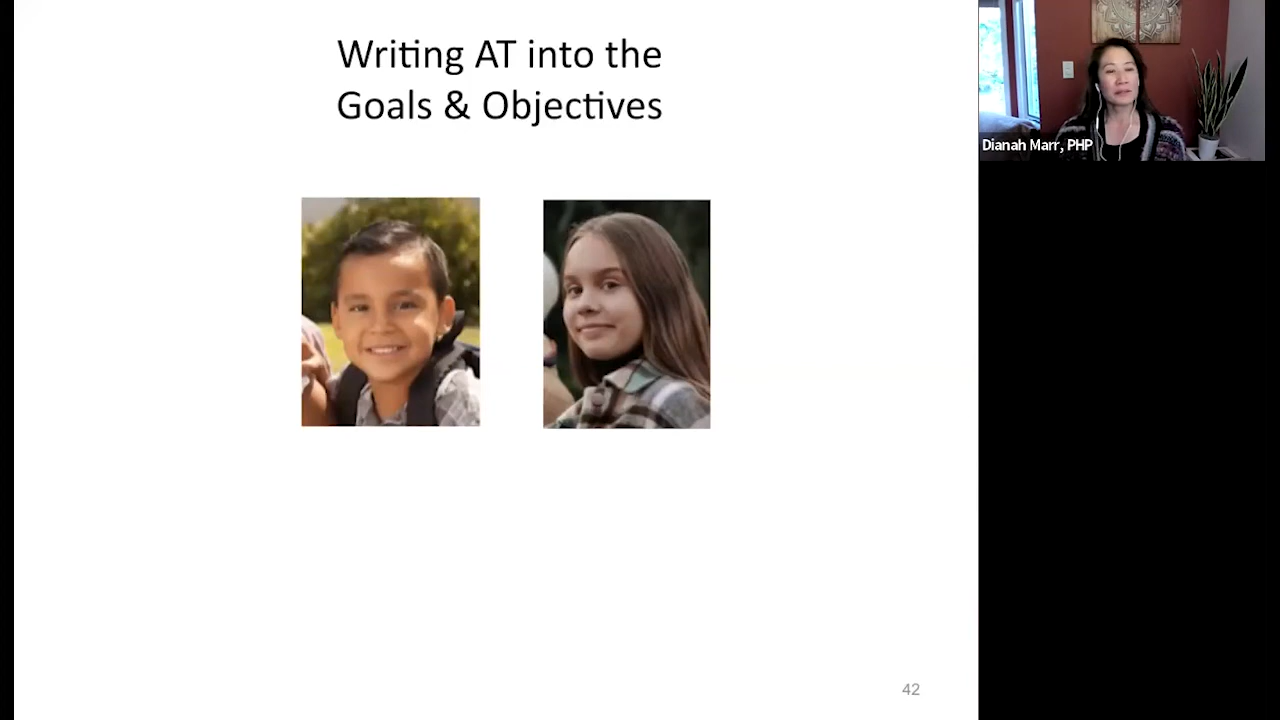 Writing AT into the
Goals & Objectives
Dianah Marr, PHP
42